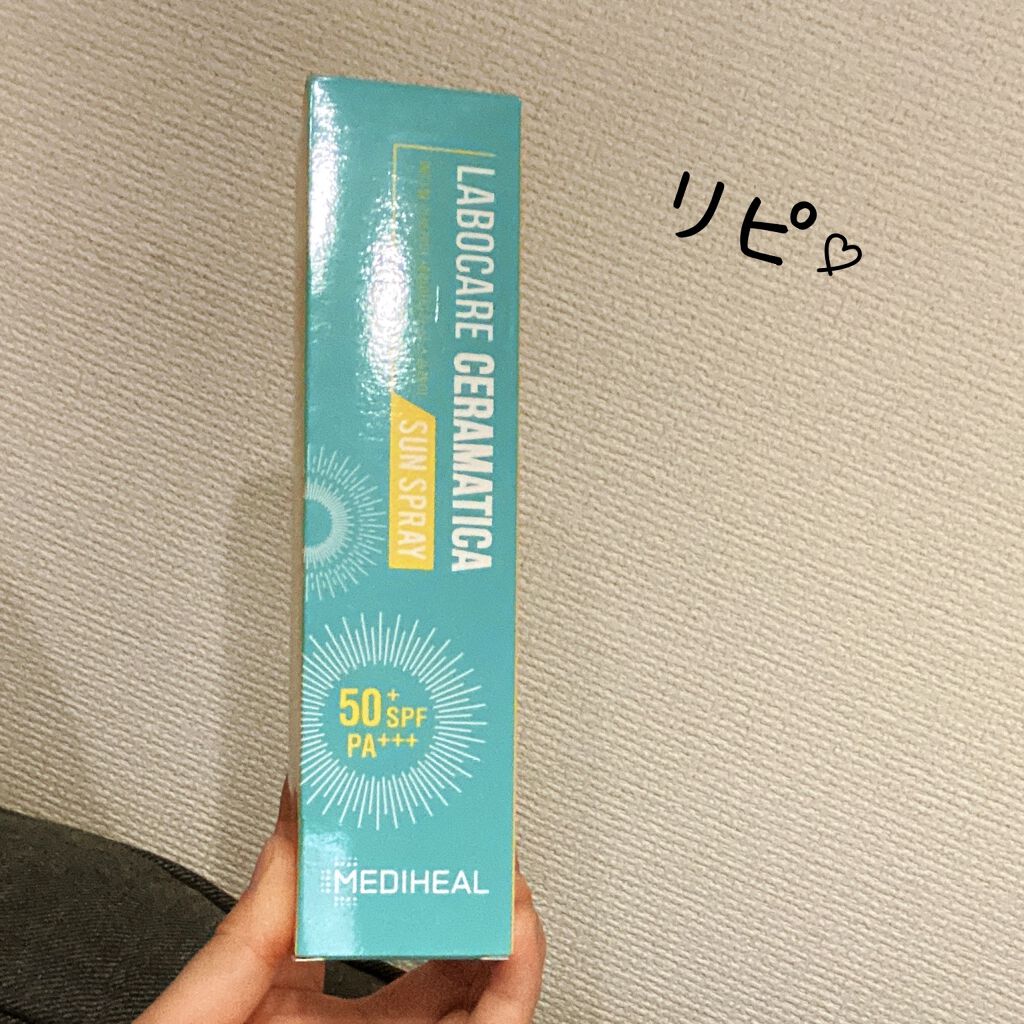 LABOCARE CERAMATICA
SUN SPRAY
50+ SPF
PA+++
MEDIHEAL
リピ♡